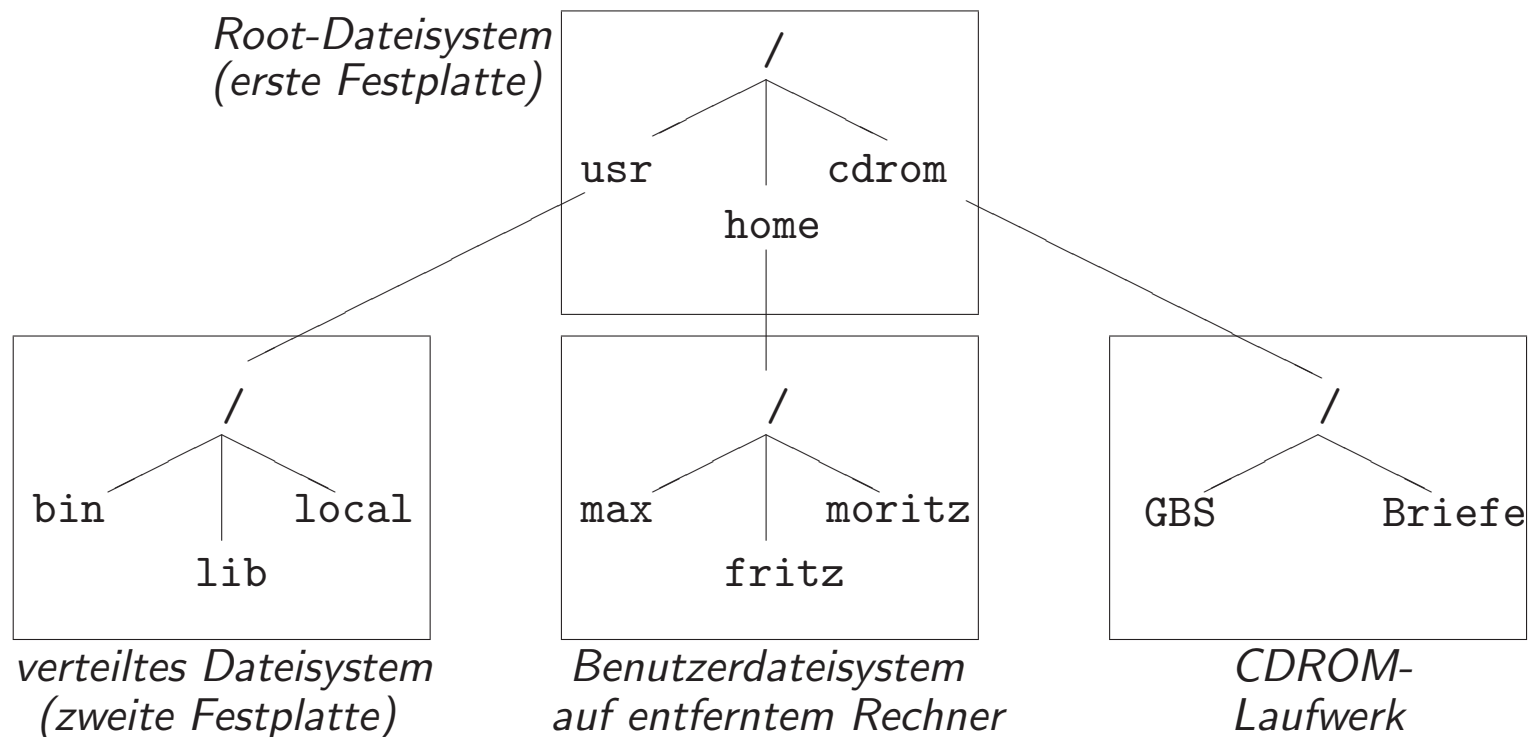 Root-Dateisystem
(erste Festplatte)
/
usr
cdrom
home
/
bin
local
lib
verteiltes Dateisystem
(zweite Festplatte)
/
max
moritz
fritz
Benutzerdateisystem
auf entferntem Rechner
/
GBS
Briefe
CDROM-
Laufwerk